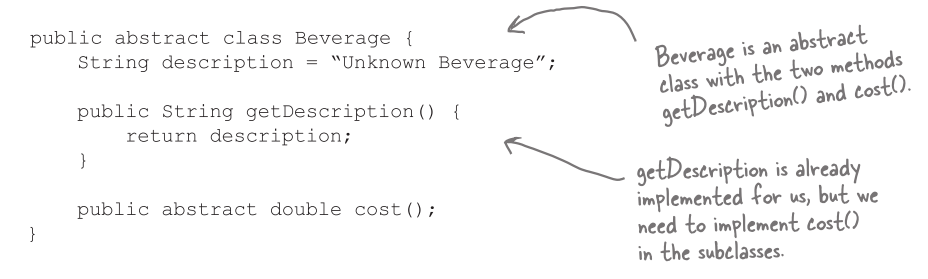 public abstract class Beverage {
String description = “Unknown Beverage”;
public String getDescription() {
return description;
}
public abstract double cost();
}
Beverage is an abstract
class with the two methods
getDescription() and cost().
getDescription is already
implemented for us, but we
need to implement cost()
in the subclasses.